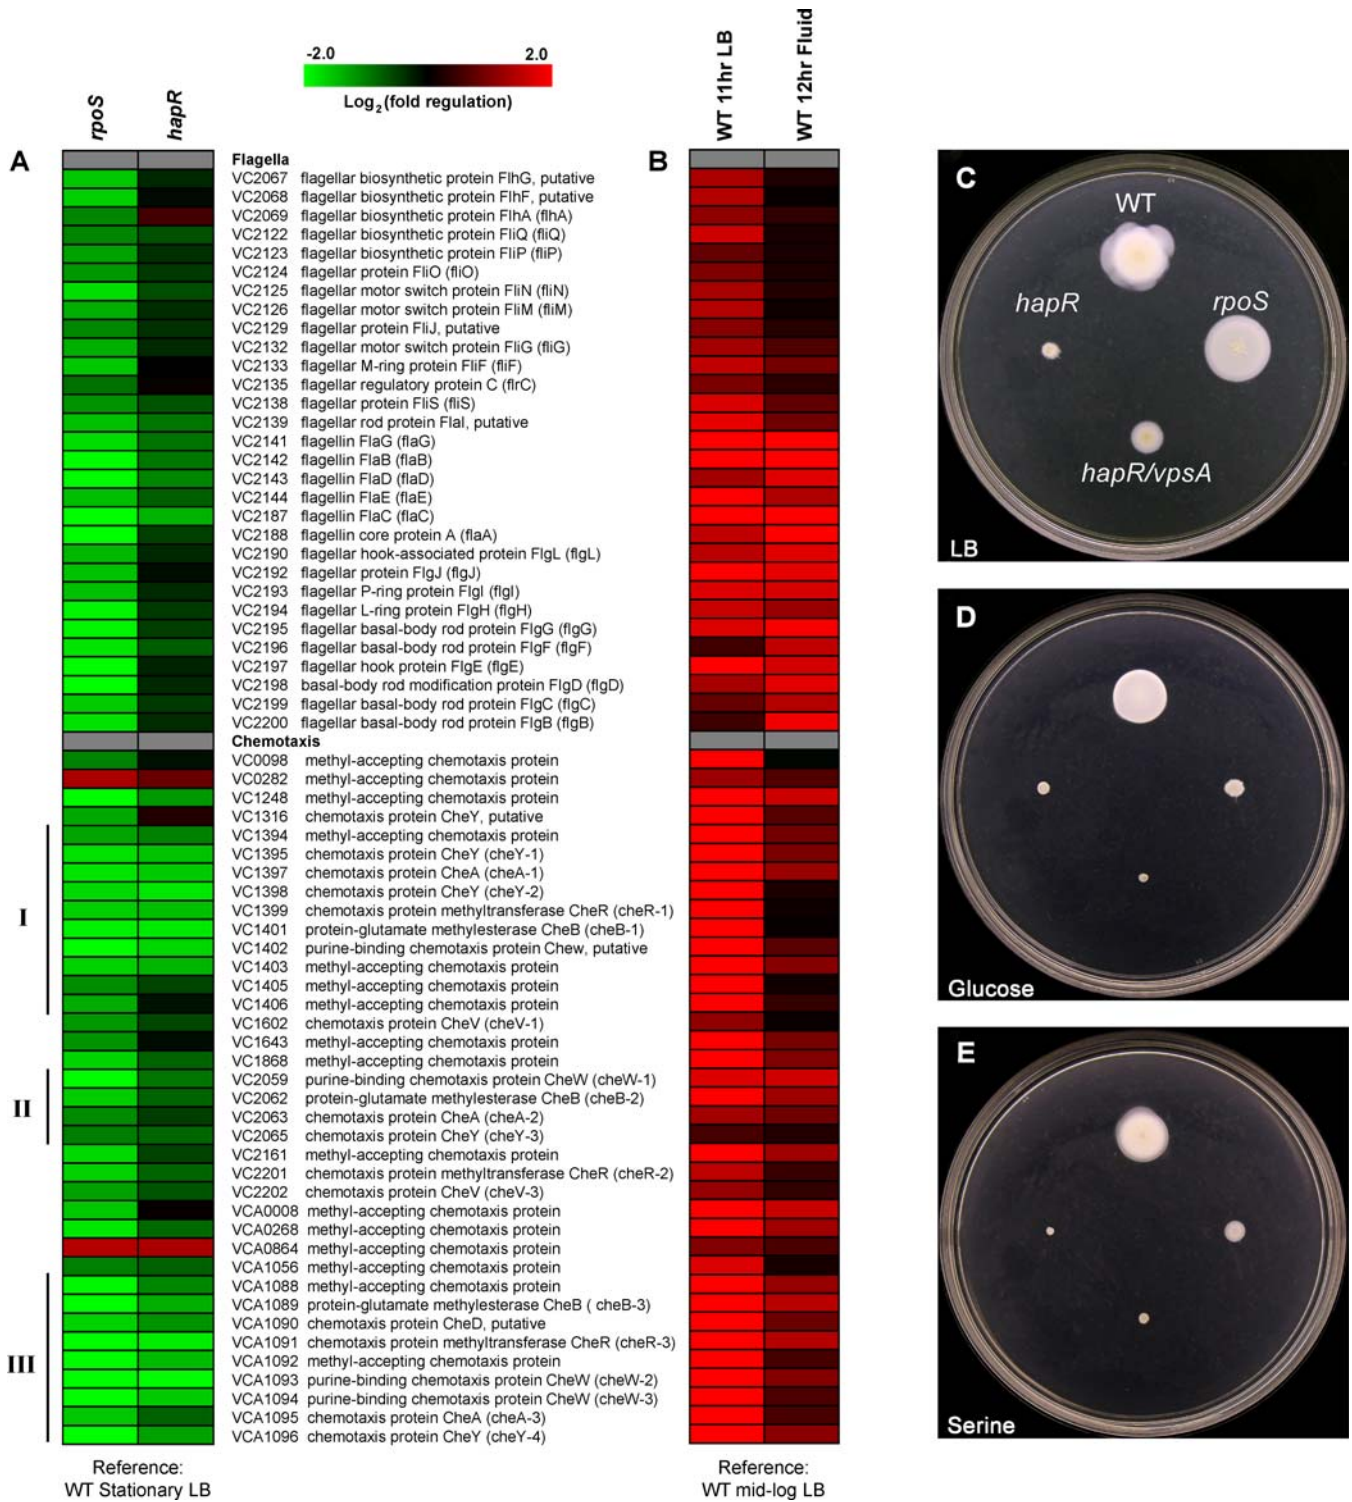 -2.0 2.0
Log2(fold regulation)
rpoS
hapR
WT 11hr LB
WT 12hr Fluid
A
Flagella
VC2067 flagellar biosynthetic protein FlhG, putative
VC2068 flagellar biosynthetic protein FlhF, putative
VC2069 flagellar biosynthetic protein FlhA (flhA)
VC2122 flagellar biosynthetic protein FliQ (fliQ)
VC2123 flagellar biosynthetic protein FliP (fliP)
VC2124 flagellar protein FliO (fliO)
VC2125 flagellar motor switch protein FliN (fliN)
VC2126 flagellar motor switch protein FliM (fliM)
VC2129 flagellar protein FliJ, putative
VC2132 flagellar motor switch protein FliG (fliG)
VC2133 flagellar M-ring protein FliF (fliF)
VC2135 flagellar regulatory protein C (flrC)
VC2138 flagellar protein FliS (fliS)
VC2139 flagellar rod protein FlaI, putative
VC2141 flagellin FlaG (flaG)
VC2142 flagellin FlaB (flaB)
VC2143 flagellin FlaD (flaD)
VC2144 flagellin FlaE (flaE)
VC2187 flagellin FlaC (flaC)
VC2188 flagellin core protein A (flaA)
VC2190 flagellar hook-associated protein FlgL (flgL)
VC2192 flagellar protein FlgJ (flgJ)
VC2193 flagellar P-ring protein FlgI (flgI)
VC2194 flagellar L-ring protein FlgH (flgH)
VC2195 flagellar basal-body rod protein FlgG (flgG)
VC2196 flagellar basal-body rod protein FlgF (flgF)
VC2197 flagellar hook protein FlgE (flgE)
VC2198 basal-body rod modification protein FlgD (flgD)
VC2199 flagellar basal-body rod protein FlgC (flgC)
VC2200 flagellar basal-body rod protein FlgB (flgB)
Chemotaxis
VC0098 methyl-accepting chemotaxis protein
VC0282 methyl-accepting chemotaxis protein
VC1248 methyl-accepting chemotaxis protein
VC1316 chemotaxis protein CheY, putative
VC1394 methyl-accepting chemotaxis protein
VC1395 chemotaxis protein CheY (cheY-1)
VC1397 chemotaxis protein CheA (cheA-1)
VC1398 chemotaxis protein CheY (cheY-2)
VC1399 chemotaxis protein methyltransferase CheR (cheR-1)
VC1401 protein-glutamate methylesterase CheB (cheB-1)
VC1402 purine-binding chemotaxis protein Chew, putative
VC1403 methyl-accepting chemotaxis protein
VC1405 methyl-accepting chemotaxis protein
VC1406 methyl-accepting chemotaxis protein
VC1602 chemotaxis protein CheV (cheV-1)
VC1643 methyl-accepting chemotaxis protein
VC1868 methyl-accepting chemotaxis protein
VC2059 purine-binding chemotaxis protein CheW (cheW-1)
VC2062 protein-glutamate methylesterase CheB (cheB-2)
VC2063 chemotaxis protein CheA (cheA-2)
VC2065 chemotaxis protein CheY (cheY-3)
VC2161 methyl-accepting chemotaxis protein
VC2201 chemotaxis protein methyltransferase CheR (cheR-2)
VC2202 chemotaxis protein CheV (cheV-3)
VCA0008 methyl-accepting chemotaxis protein
VCA0268 methyl-accepting chemotaxis protein
VCA0864 methyl-accepting chemotaxis protein
VCA1056 methyl-accepting chemotaxis protein
VCA1088 methyl-accepting chemotaxis protein
VCA1089 protein-glutamate methylesterase CheB ( cheB-3)
VCA1090 chemotaxis protein CheD, putative
VCA1091 chemotaxis protein methyltransferase CheR (cheR-3)
VCA1092 methyl-accepting chemotaxis protein
VCA1093 purine-binding chemotaxis protein CheW (cheW-2)
VCA1094 purine-binding chemotaxis protein CheW (cheW-3)
VCA1095 chemotaxis protein CheA (cheA-3)
VCA1096 chemotaxis protein CheY (cheY-4)
I
II
III
Reference:
WT Stationary LB
B
Reference:
WT mid-log LB
C
WT
hapR
rpoS
hapR/vpsA
LB
D
Glucose
E
Serine